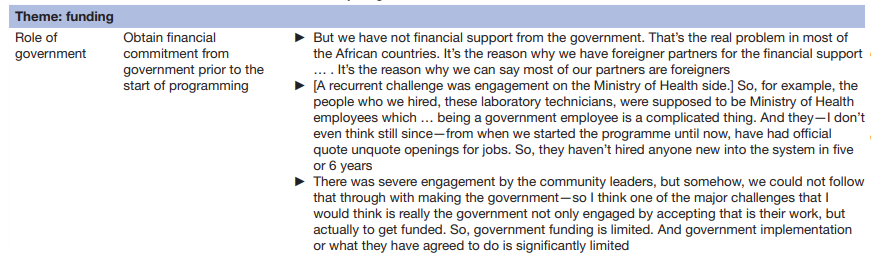 Theme: funding
Role of
government
Obtain financial
commitment from
government prior to the
start of programming
► But we have not financial support from the government. That's the real problem in most of
the African countries. It's the reason why we have foreigner partners for the financial support
… . It's the reason why we can say most of our partners are foreigners
► [A recurrent challenge was engagement on the Ministry of Health side.] So, for example, the
people who we hired, these laboratory technicians, were supposed to be Ministry of Health
employees which … being a government employee is a complicated thing. And they—I don't
even think still since—from when we started the programme until now, have had official
quote unquote openings for jobs. So, they haven't hired anyone new into the system in five
or 6 years
► There was severe engagement by the community leaders, but somehow, we could not follow
that through with making the government—so I think one of the major challenges that I
would think is really the government not only engaged by accepting that is their work, but
actually to get funded. So, government funding is limited. And government implementation
or what they have agreed to do is significantly limited